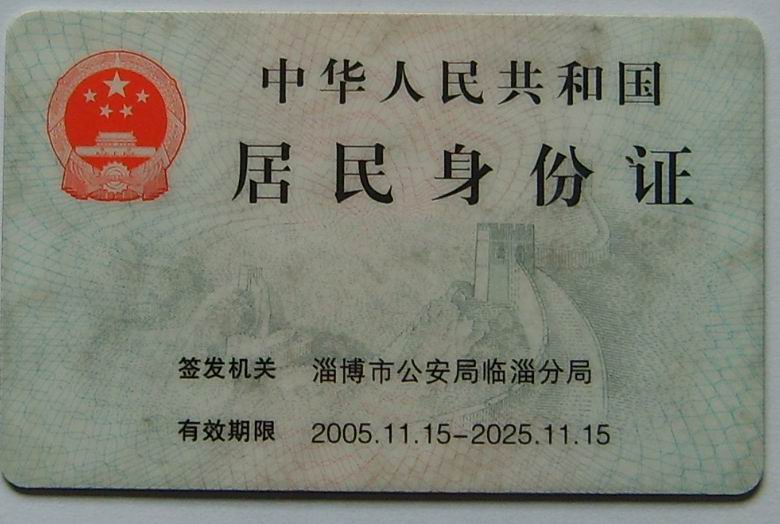 中华人民共和国
居民身份证
签发机关 淄博市公安局临淄分局
有效期限 2005.11.15-2025.11.15